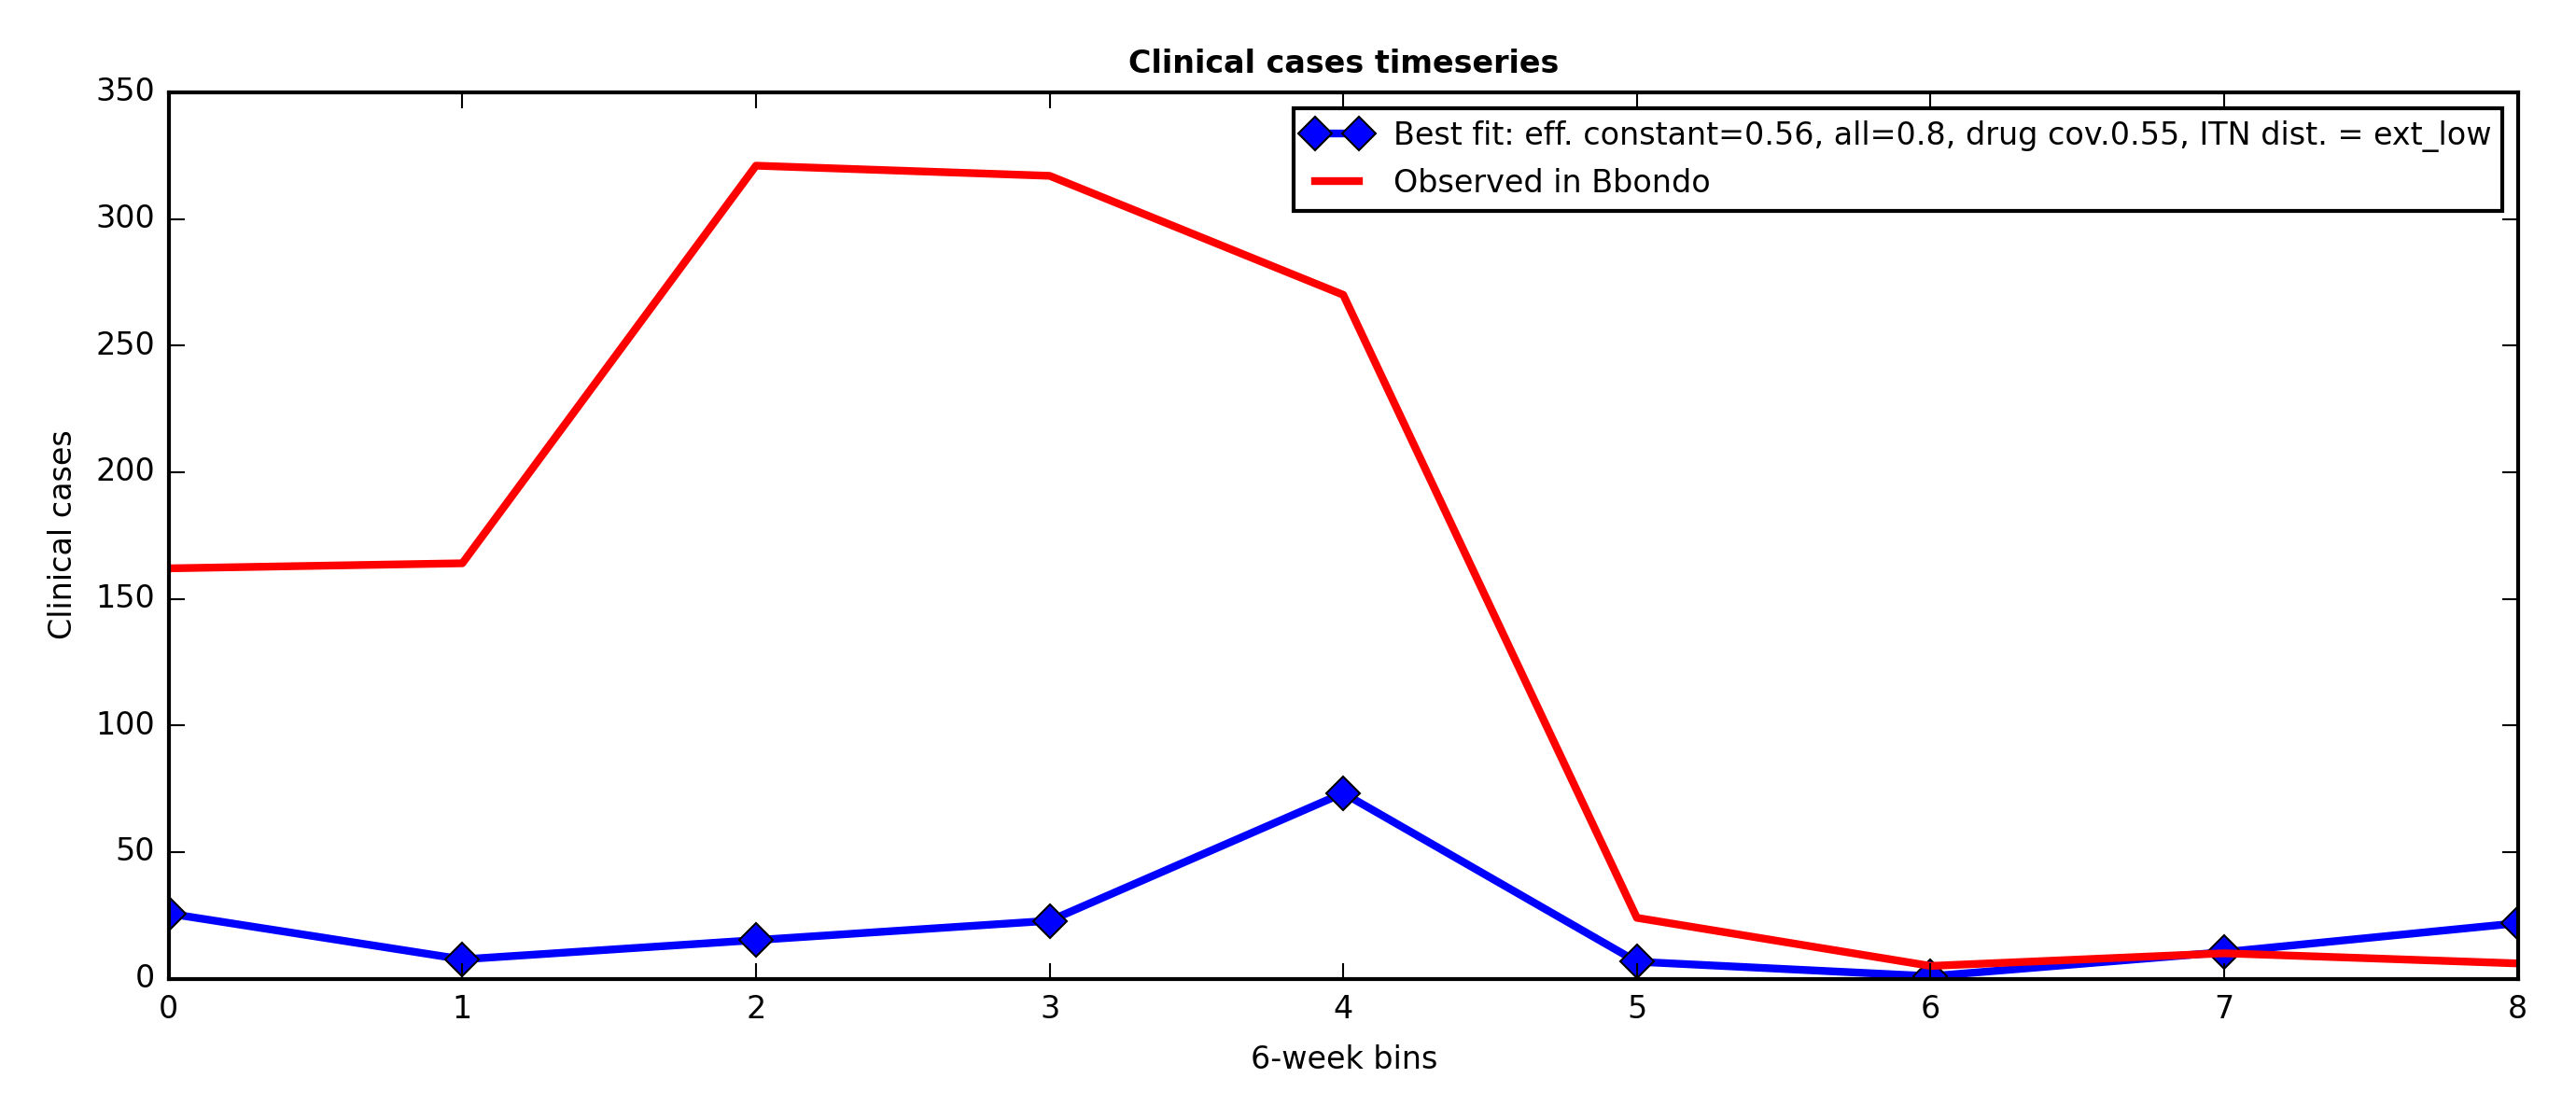 Clinical cases timeseries
350
300
250
200
150
100
50
0
Clinical cases
Best fit: eff. constant=0.56, all=0.8, drug cov.0.55, ITN dist. = ext_low
Observed in Bbondo
0 1 2 3 4 5 6 7 8
6-week bins